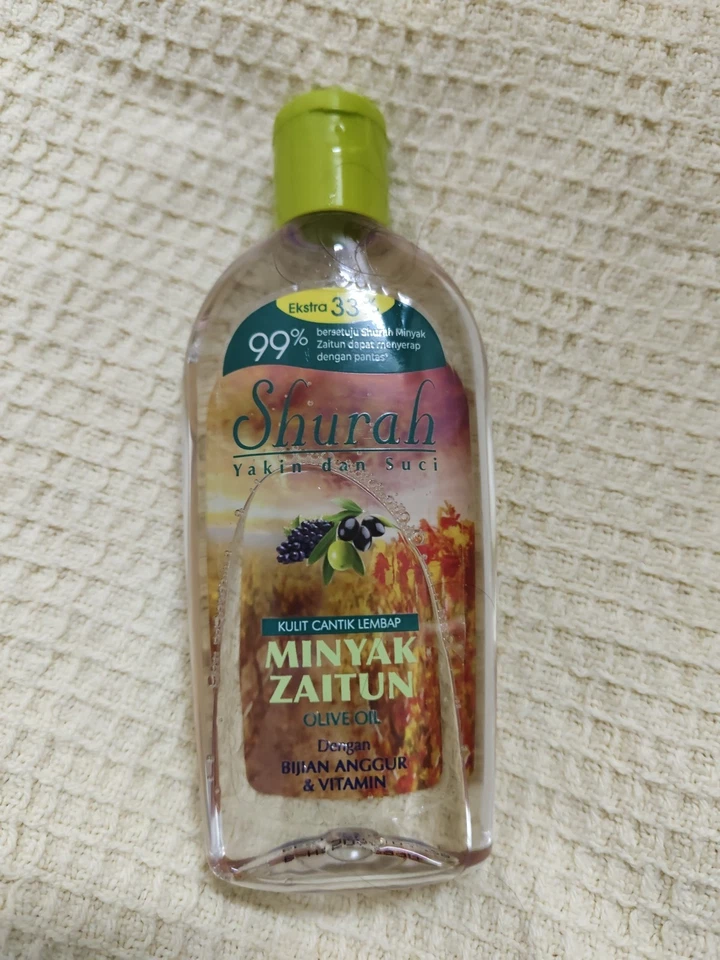 Ekstra 33%
99% bersetuju Shurah Minyak
Zaitun dapat menyerap
dengan pantas*
Shurah
Yakin dan Suci
KULIT CANTIK LEMBAP
MINYAK
ZAITUN
OLIVE OIL
Dengan
BIJIAN ANGGUR
& VITAMIN